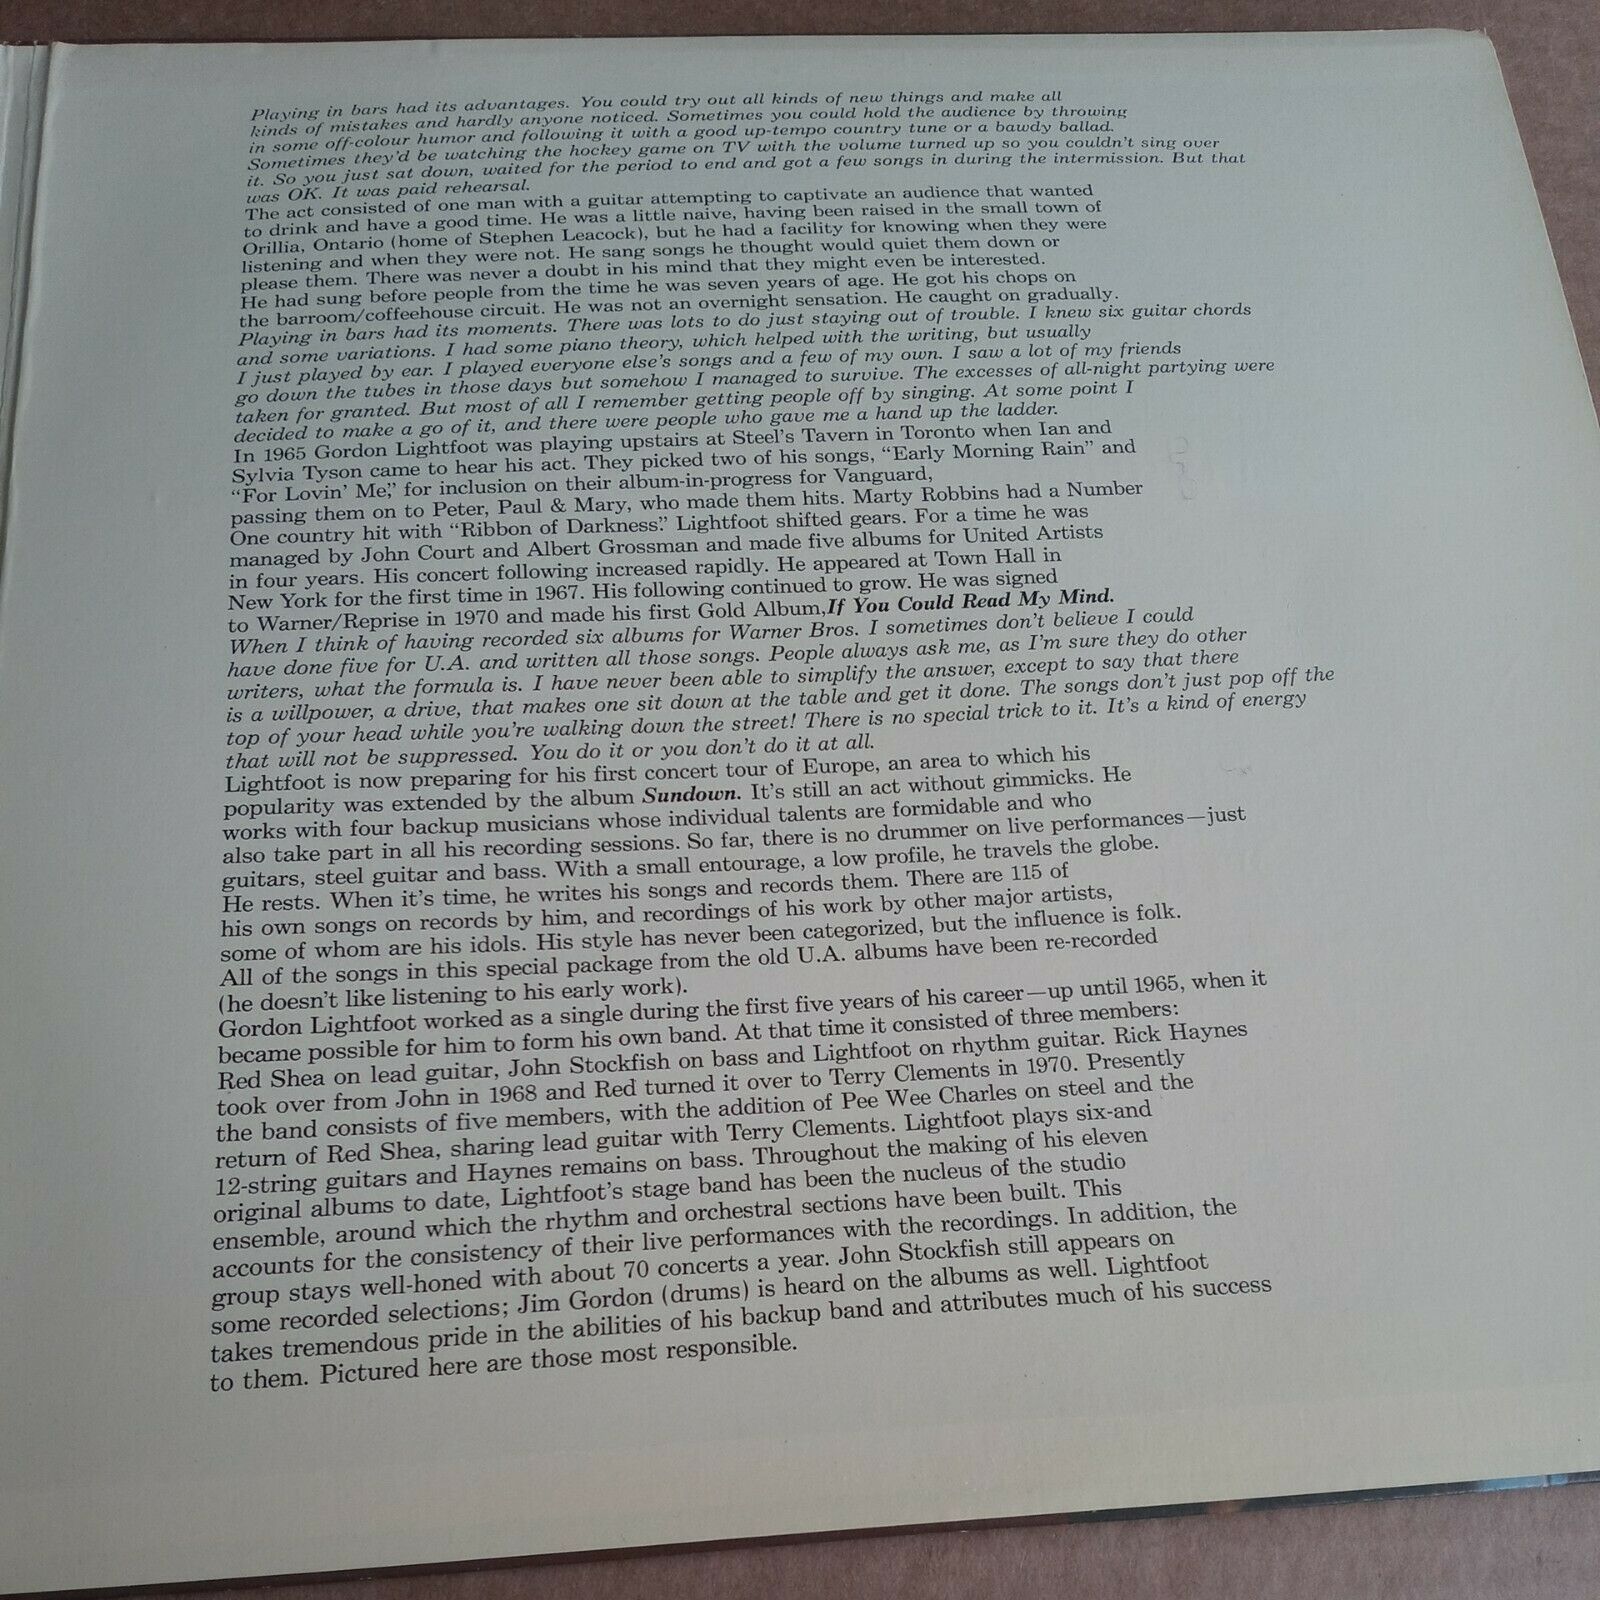 Playing in bars had its advantages. You could try out all kinds of new things and make all
kinds of mistakes and hardly anyone noticed. Sometimes you could hold the audience by throwing
in some off-colour humor and following it with a good up-tempo country tune or a bawdy ballad.
Sometimes they'd be watching the hockey game on TV with the volume turned up so you couldn't sing over
it. So you just sat down, waited for the period to end and got a few songs in during the intermission. But that
was OK. It was paid rehearsal.
The act consisted of one man with a guitar attempting to captivate an audience that wanted
to drink and have a good time. He was a little naive, having been raised in the small town of
Orillia, Ontario (home of Stephen Leacock), but he had a facility for knowing when they were
listening and when they were not. He sang songs he thought would quiet them down or
please them. There was never a doubt in his mind that they might even be interested.
He had sung before people from the time he was seven years of age. He got his chops on
the barroom/coffeehouse circuit. He was not an overnight sensation. He caught on gradually.
Playing in bars had its moments. There was lots to do just staying out of trouble. I knew six guitar chords
and some variations. I had some piano theory, which helped with the writing, but usually
I just played by ear. I played everyone else's songs and a few of my own. I saw a lot of my friends
go down the tubes in those days but somehow I managed to survive. The excesses of all-night partying were
taken for granted. But most of all I remember getting people off by singing. At some point I
decided to make a go of it, and there were people who gave me a hand up the ladder.
In 1965 Gordon Lightfoot was playing upstairs at Steel's Tavern in Toronto when Ian and
Sylvia Tyson came to hear his act. They picked two of his songs, "Early Morning Rain" and
"For Lovin' Me," for inclusion on their album-in-progress for Vanguard,
passing them on to Peter, Paul & Mary, who made them hits. Marty Robbins had a Number
One country hit with "Ribbon of Darkness." Lightfoot shifted gears. For a time he was
managed by John Court and Albert Grossman and made five albums for United Artists
in four years. His concert following increased rapidly. He appeared at Town Hall in
New York for the first time in 1967. His following continued to grow. He was signed
to Warner/Reprise in 1970 and made his first Gold Album, If You Could Read My Mind.
When I think of having recorded six albums for Warner Bros. I sometimes don't believe I could
have done five for U.A. and written all those songs. People always ask me, as I'm sure they do other
writers, what the formula is. I have never been able to simplify the answer, except to say that there
is a willpower, a drive, that makes one sit down at the table and get it done. The songs don't just pop off the
top of your head while you're walking down the street! There is no special trick to it. It's a kind of energy
that will not be suppressed. You do it or you don't do it at all.
Lightfoot is now preparing for his first concert tour of Europe, an area to which his
popularity was extended by the album Sundown. It's still an act without gimmicks. He
works with four backup musicians whose individual talents are formidable and who
also take part in all his recording sessions. So far, there is no drummer on live performances—just
guitars, steel guitar and bass. With a small entourage, a low profile, he travels the globe.
He rests. When it's time, he writes his songs and records them. There are 115 of
his own songs on records by him, and recordings of his work by other major artists,
some of whom are his idols. His style has never been categorized, but the influence is folk.
All of the songs in this special package from the old U.A. albums have been re-recorded
(he doesn't like listening to his early work).
Gordon Lightfoot worked as a single during the first five years of his career—up until 1965, when it
became possible for him to form his own band. At that time it consisted of three members:
Red Shea on lead guitar, John Stockfish on bass and Lightfoot on rhythm guitar. Rick Haynes
took over from John in 1968 and Red turned it over to Terry Clements in 1970. Presently
the band consists of five members, with the addition of Pee Wee Charles on steel and the
return of Red Shea, sharing lead guitar with Terry Clements. Lightfoot plays six-and
12-string guitars and Haynes remains on bass. Throughout the making of his eleven
original albums to date, Lightfoot's stage band has been the nucleus of the studio
ensemble, around which the rhythm and orchestral sections have been built. This
accounts for the consistency of their live performances with the recordings. In addition, the
group stays well-honed with about 70 concerts a year. John Stockfish still appears on
some recorded selections; Jim Gordon (drums) is heard on the albums as well. Lightfoot
takes tremendous pride in the abilities of his backup band and attributes much of his success
to them. Pictured here are those most responsible.